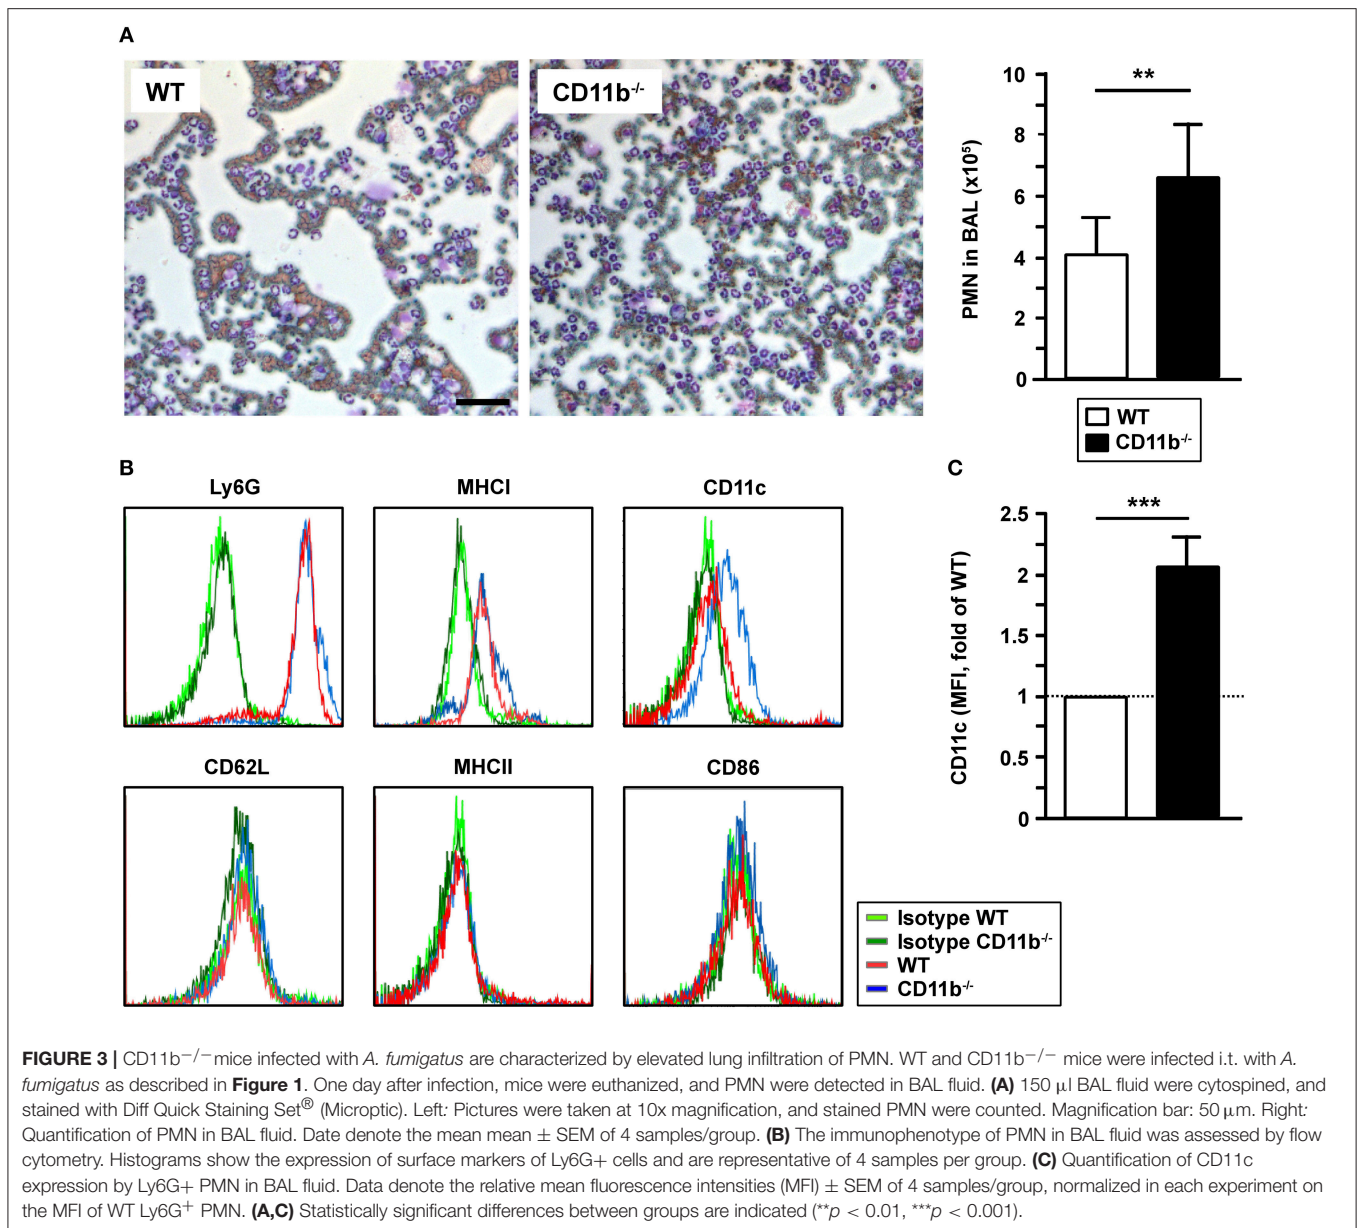 A
WT
CD11b-/-
**
10
8
6
4
2
0
PMN in BAL (x10⁵)
WT
CD11b-/-
B
Ly6G
MHCI
CD11c
CD62L
MHCII
CD86
Isotype WT
Isotype CD11b-/-
WT
CD11b-/-
C
***
2.5
2
1.5
1
0.5
0
CD11c (MFI, fold of WT)
FIGURE 3 | CD11b−/−mice infected with A. fumigatus are characterized by elevated lung infiltration of PMN. WT and CD11b−/− mice were infected i.t. with A.
fumigatus as described in Figure 1. One day after infection, mice were euthanized, and PMN were detected in BAL fluid. (A) 150 μl BAL fluid were cytospined, and
stained with Diff Quick Staining Set® (Microptic). Left: Pictures were taken at 10x magnification, and stained PMN were counted. Magnification bar: 50 μm. Right:
Quantification of PMN in BAL fluid. Date denote the mean mean ± SEM of 4 samples/group. (B) The immunophenotype of PMN in BAL fluid was assessed by flow
cytometry. Histograms show the expression of surface markers of Ly6G+ cells and are representative of 4 samples per group. (C) Quantification of CD11c
expression by Ly6G+ PMN in BAL fluid. Data denote the relative mean fluorescence intensities (MFI) ± SEM of 4 samples/group, normalized in each experiment on
the MFI of WT Ly6G⁺ PMN. (A,C) Statistically significant differences between groups are indicated (**p < 0.01, ***p < 0.001).